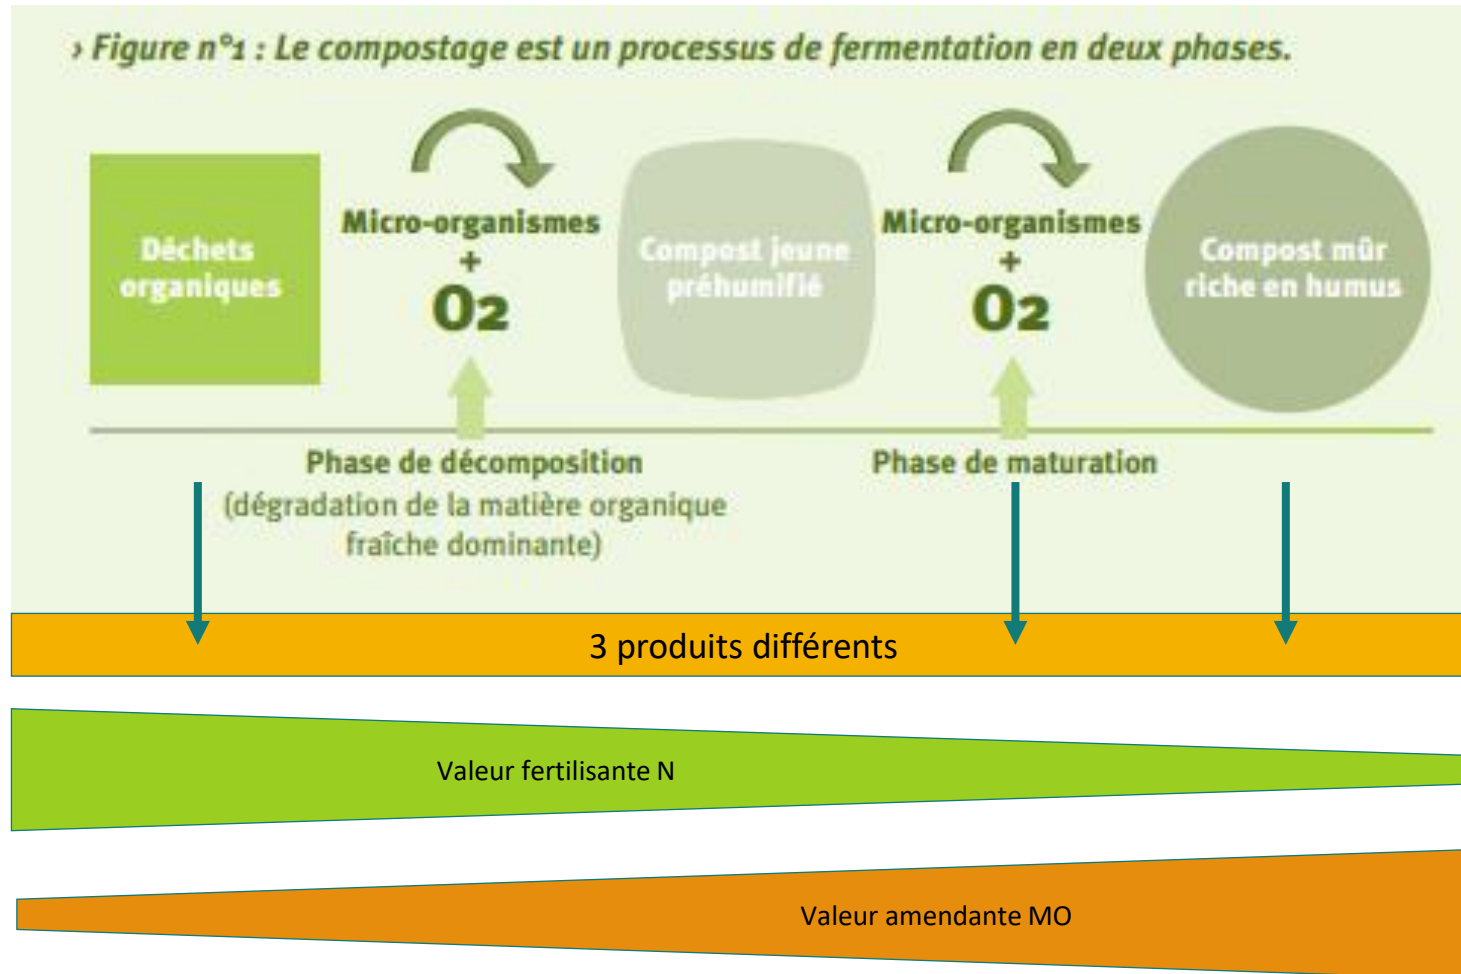 › Figure n°1 : Le compostage est un processus de fermentation en deux phases.
Déchets
organiques
Micro-organismes
+
O2
Compost jeune
préhumifié
Micro-organismes
+
O2
Compost mûr
riche en humus
Phase de décomposition
(dégradation de la matière organique
fraîche dominante)
Phase de maturation
3 produits différents
Valeur fertilisante N
Valeur amendante MO